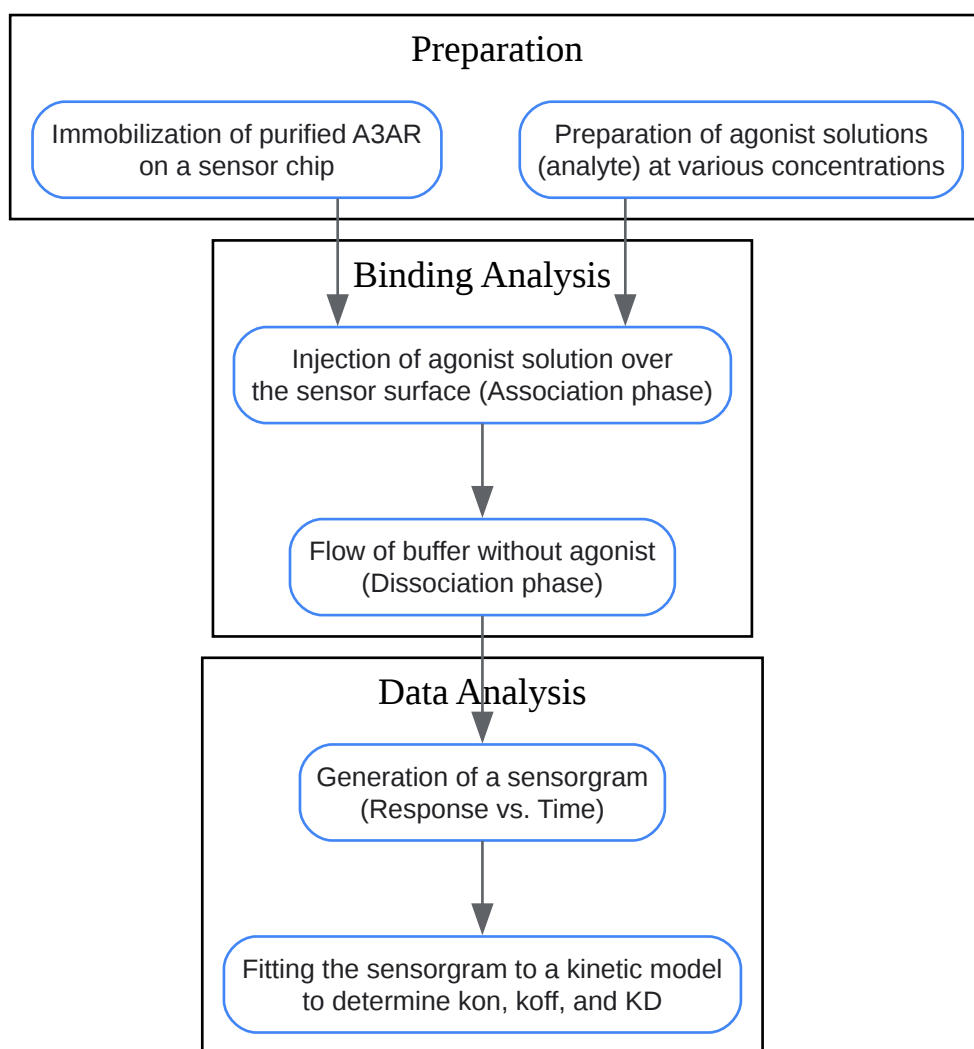 Preparation
Immobilization of purified A3AR
on a sensor chip
Preparation of agonist solutions
(analyte) at various concentrations
Binding Analysis
Injection of agonist solution over
the sensor surface (Association phase)
Flow of buffer without agonist
(Dissociation phase)
Data Analysis
Generation of a sensorgram
(Response vs. Time)
Fitting the sensorgram to a kinetic model
to determine kon, koff, and KD